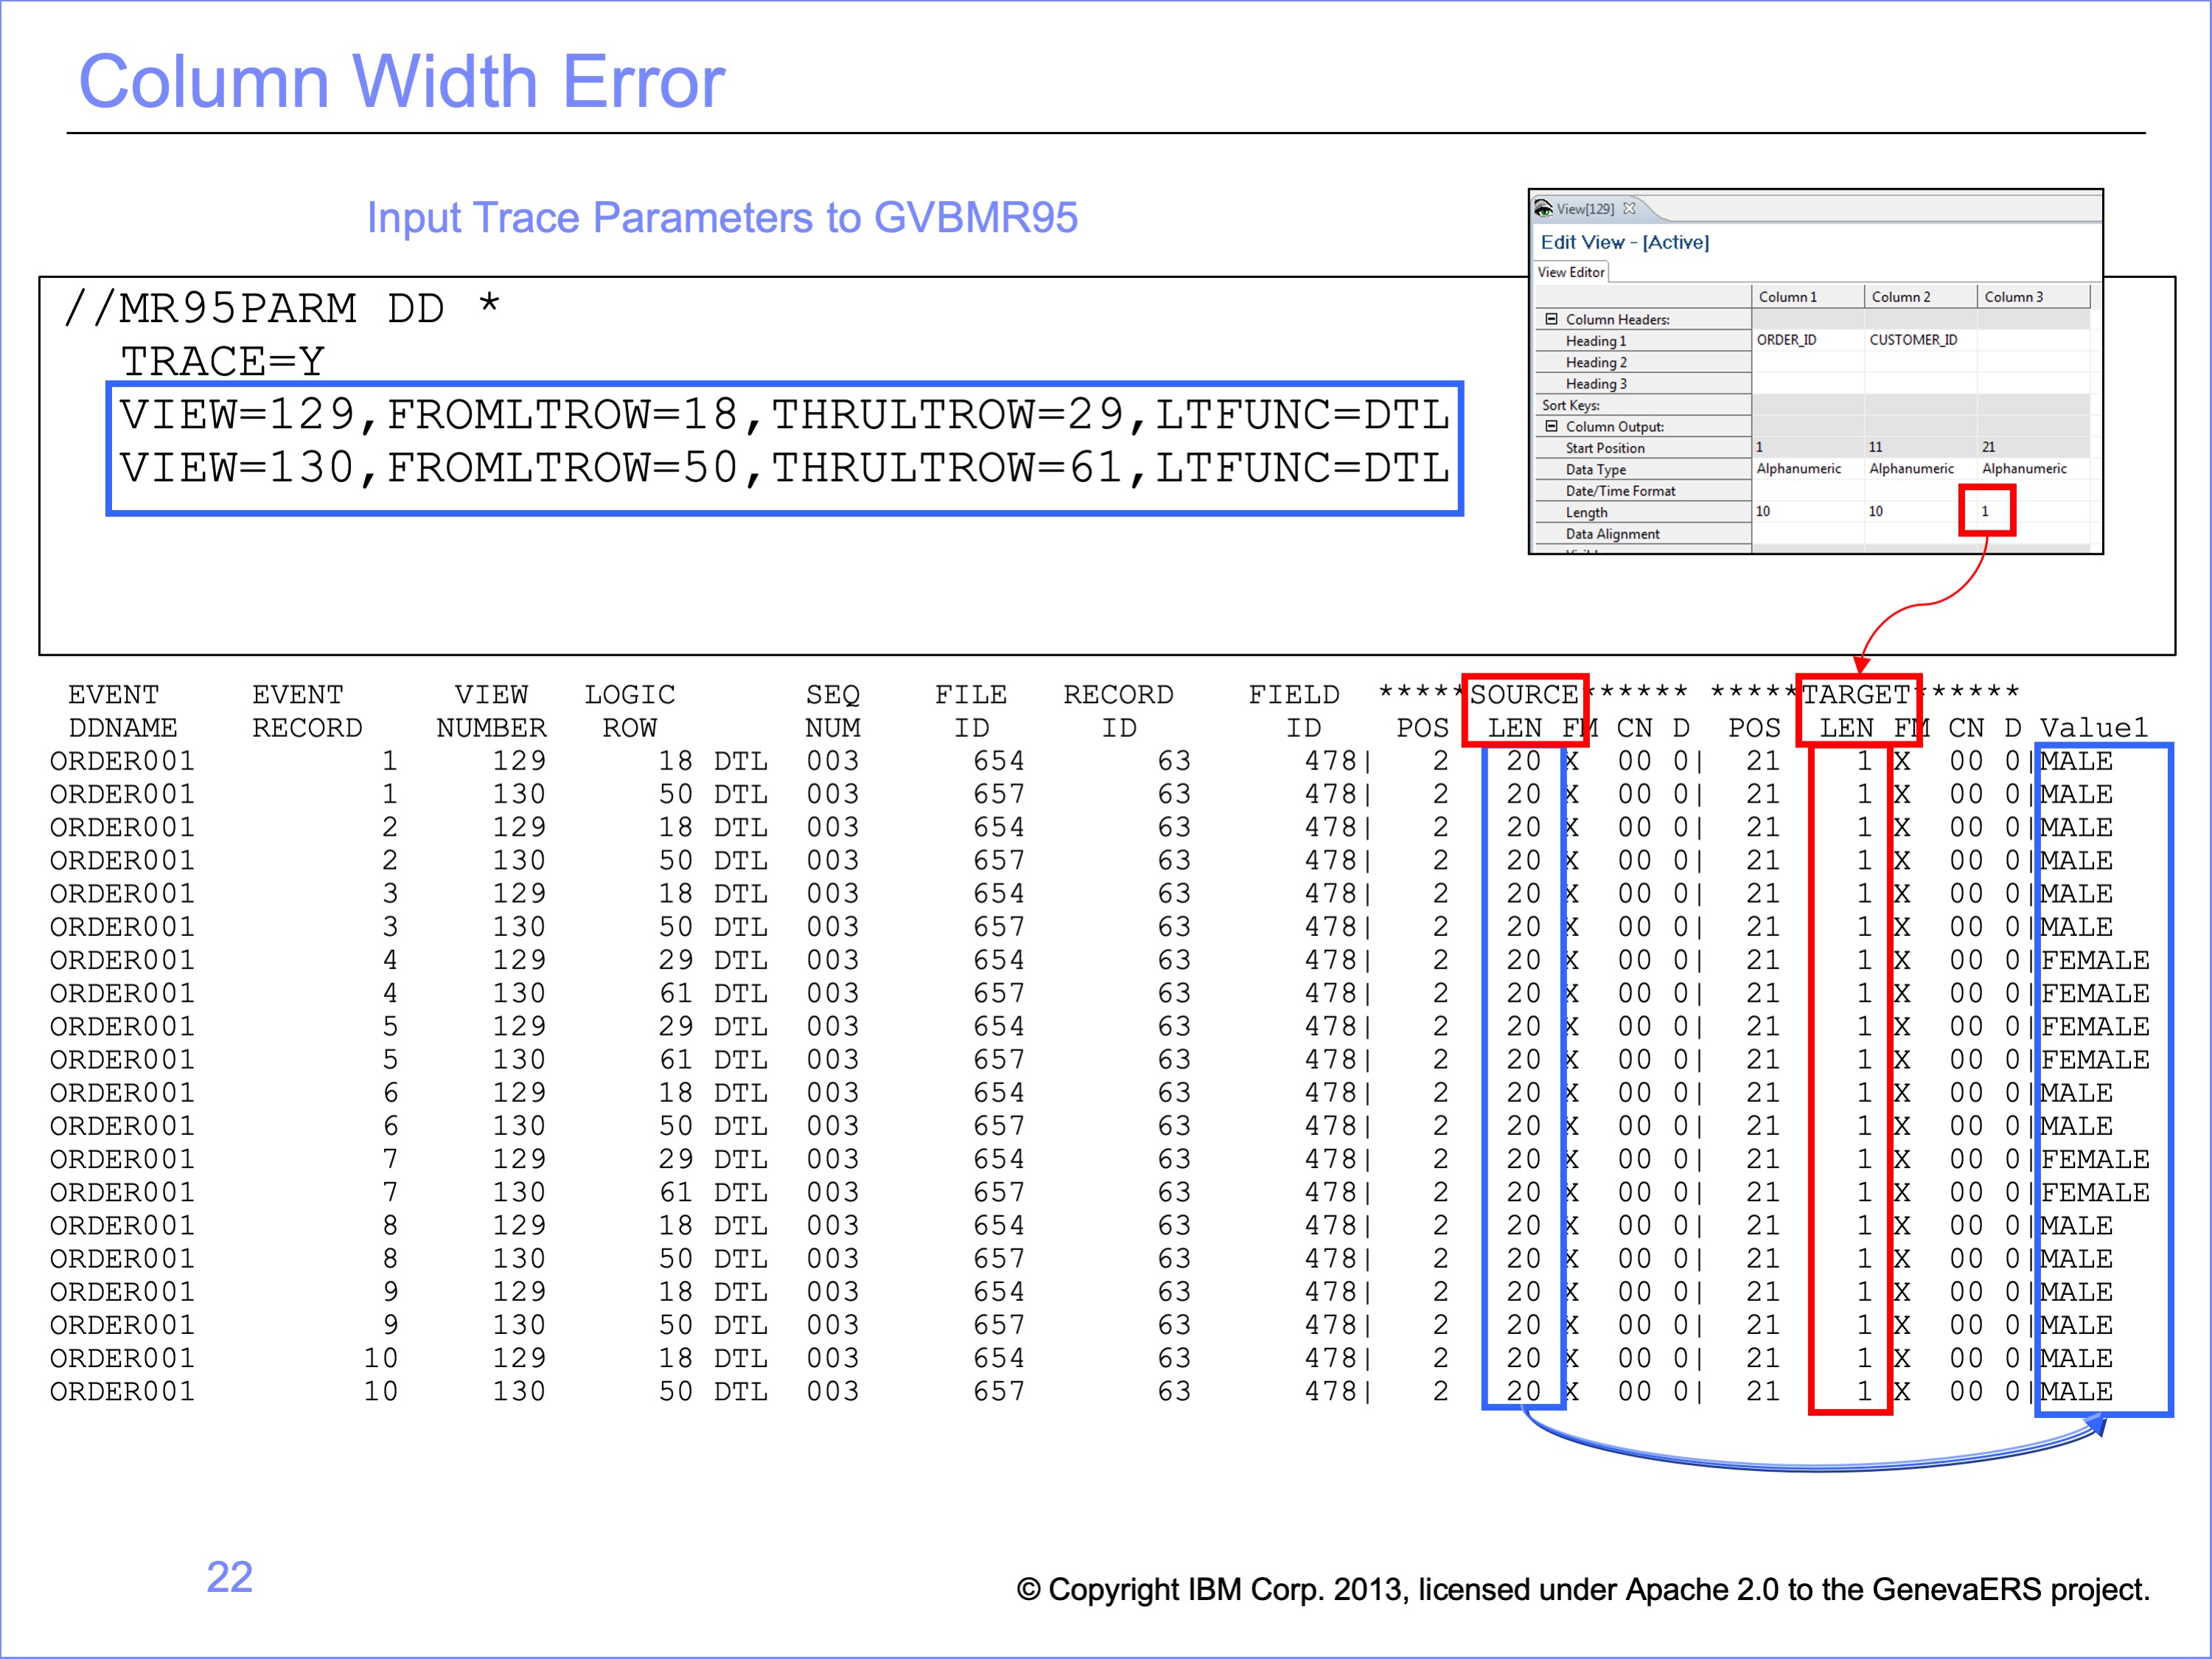 Column Width Error
Input Trace Parameters to GVBMR95
//MR95PARM DD *
TRACE=Y
VIEW=129,FROMLTROW=18,THRULTROW=29,LTFUNC=DTL
VIEW=130,FROMLTROW=50,THRULTROW=61,LTFUNC=DTL
View[129]
Edit View - [Active]
View Editor
Column 1 Column 2 Column 3
Column Headers:
Heading 1 ORDER_ID CUSTOMER_ID
Heading 2
Heading 3
Sort Keys:
Column Output:
Start Position 1 11 21
Data Type Alphanumeric Alphanumeric Alphanumeric
Date/Time Format
Length 10 10 1
Data Alignment
EVENT EVENT VIEW LOGIC SEQ FILE RECORD FIELD *****SOURCE****** *****TARGET******
DDNAME RECORD NUMBER ROW NUM ID ID ID POS LEN FM CN D POS LEN FM CN D Value1
ORDER001 1 129 18 DTL 003 654 63 478| 2 20 X 00 0| 21 1 X 00 0|MALE
ORDER001 1 130 50 DTL 003 657 63 478| 2 20 X 00 0| 21 1 X 00 0|MALE
ORDER001 2 129 18 DTL 003 654 63 478| 2 20 X 00 0| 21 1 X 00 0|MALE
ORDER001 2 130 50 DTL 003 657 63 478| 2 20 X 00 0| 21 1 X 00 0|MALE
ORDER001 3 129 18 DTL 003 654 63 478| 2 20 X 00 0| 21 1 X 00 0|MALE
ORDER001 3 130 50 DTL 003 657 63 478| 2 20 X 00 0| 21 1 X 00 0|MALE
ORDER001 4 129 29 DTL 003 654 63 478| 2 20 X 00 0| 21 1 X 00 0|FEMALE
ORDER001 4 130 61 DTL 003 657 63 478| 2 20 X 00 0| 21 1 X 00 0|FEMALE
ORDER001 5 129 29 DTL 003 654 63 478| 2 20 X 00 0| 21 1 X 00 0|FEMALE
ORDER001 5 130 61 DTL 003 657 63 478| 2 20 X 00 0| 21 1 X 00 0|FEMALE
ORDER001 6 129 18 DTL 003 654 63 478| 2 20 X 00 0| 21 1 X 00 0|MALE
ORDER001 6 130 50 DTL 003 657 63 478| 2 20 X 00 0| 21 1 X 00 0|MALE
ORDER001 7 129 29 DTL 003 654 63 478| 2 20 X 00 0| 21 1 X 00 0|FEMALE
ORDER001 7 130 61 DTL 003 657 63 478| 2 20 X 00 0| 21 1 X 00 0|FEMALE
ORDER001 8 129 18 DTL 003 654 63 478| 2 20 X 00 0| 21 1 X 00 0|MALE
ORDER001 8 130 50 DTL 003 657 63 478| 2 20 X 00 0| 21 1 X 00 0|MALE
ORDER001 9 129 18 DTL 003 654 63 478| 2 20 X 00 0| 21 1 X 00 0|MALE
ORDER001 9 130 50 DTL 003 657 63 478| 2 20 X 00 0| 21 1 X 00 0|MALE
ORDER001 10 129 18 DTL 003 654 63 478| 2 20 X 00 0| 21 1 X 00 0|MALE
ORDER001 10 130 50 DTL 003 657 63 478| 2 20 X 00 0| 21 1 X 00 0|MALE
22
© Copyright IBM Corp. 2013, licensed under Apache 2.0 to the GenevaERS project.